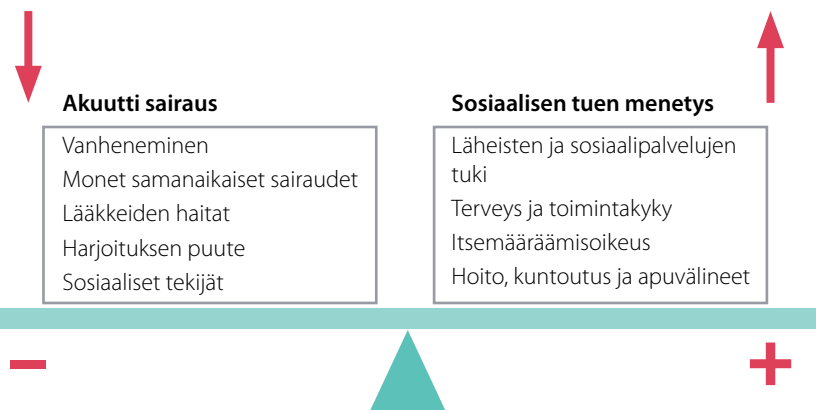 Akuutti sairaus
Vanheneminen
Monet samanaikaiset sairaudet
Lääkkeiden haitat
Harjoituksen puute
Sosiaaliset tekijät
Sosiaalisen tuen menetys
Läheisten ja sosiaalipalvelujen
tuki
Terveys ja toimintakyky
Itsemääräämisoikeus
Hoito, kuntoutus ja apuvälineet
–
+